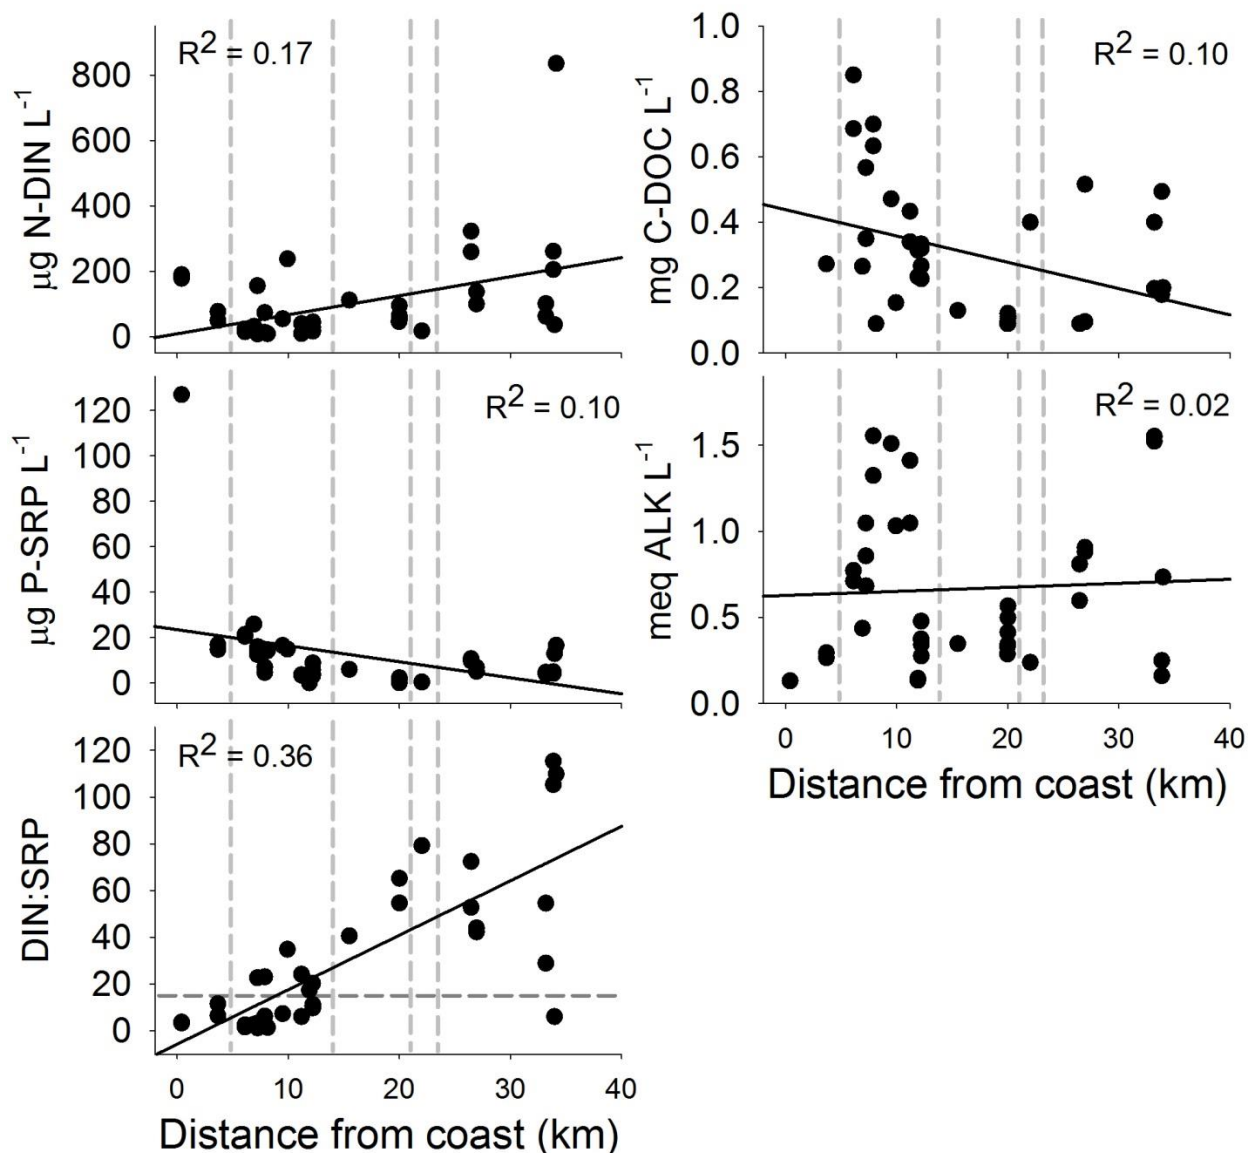 R² = 0.17
µg N-DIN L⁻¹
800
600
400
200
0
R² = 0.10
mg C-DOC L⁻¹
1.0
0.8
0.6
0.4
0.2
0.0
R² = 0.10
µg P-SRP L⁻¹
120
100
80
60
40
20
0
R² = 0.02
meq ALK L⁻¹
1.5
1.0
0.5
0.0
0 10 20 30 40
Distance from coast (km)
R² = 0.36
DIN:SRP
120
100
80
60
40
20
0
0 10 20 30 40
Distance from coast (km)